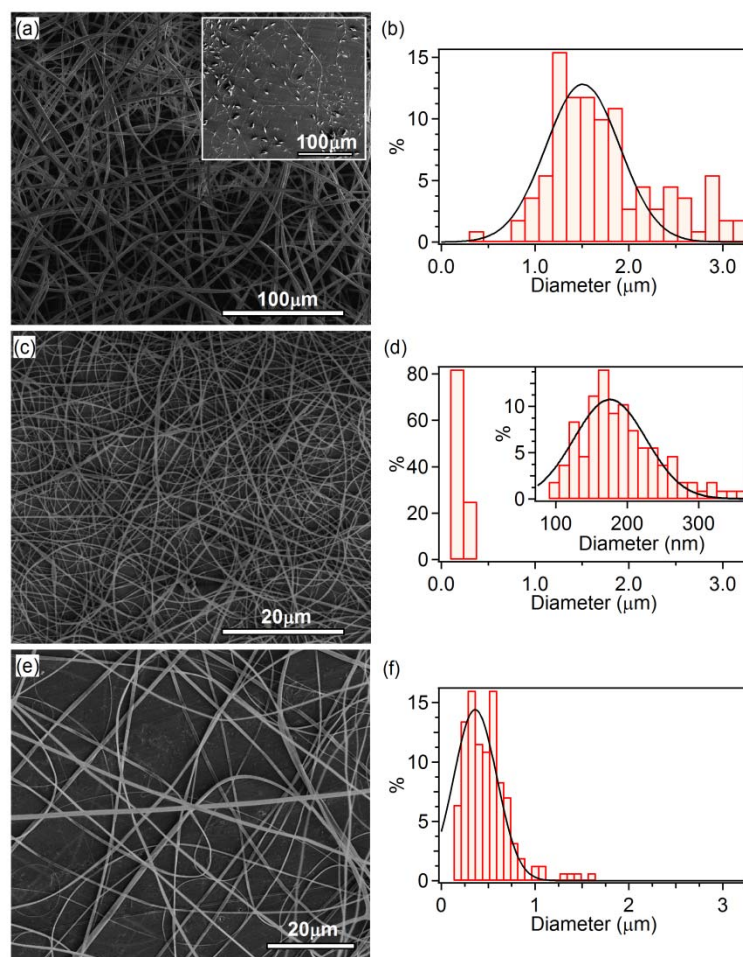 (a)
100μm
100μm
(b)
15
10
5
0
%
0.0 1.0 2.0 3.0
Diameter (μm)
(c)
20μm
(d)
80
60
40
20
0
%
0.0 1.0 2.0 3.0
Diameter (μm)
10
5
0
%
100 200 300
Diameter (nm)
(e)
20μm
(f)
15
10
5
0
%
0 1 2 3
Diameter (μm)